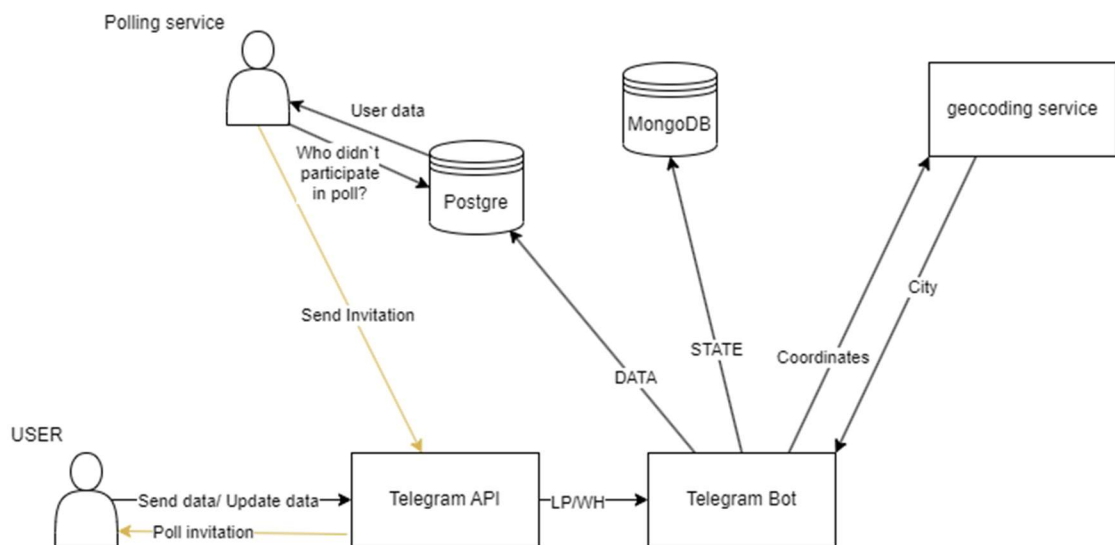 Polling service
User data
MongoDB
geocoding service
Who didn`t
participate
in poll?
Postgre
City
Send Invitation
STATE
Coordinates
DATA
USER
Send data/ Update data
Telegram API
LP/WH
Telegram Bot
Poll invitation